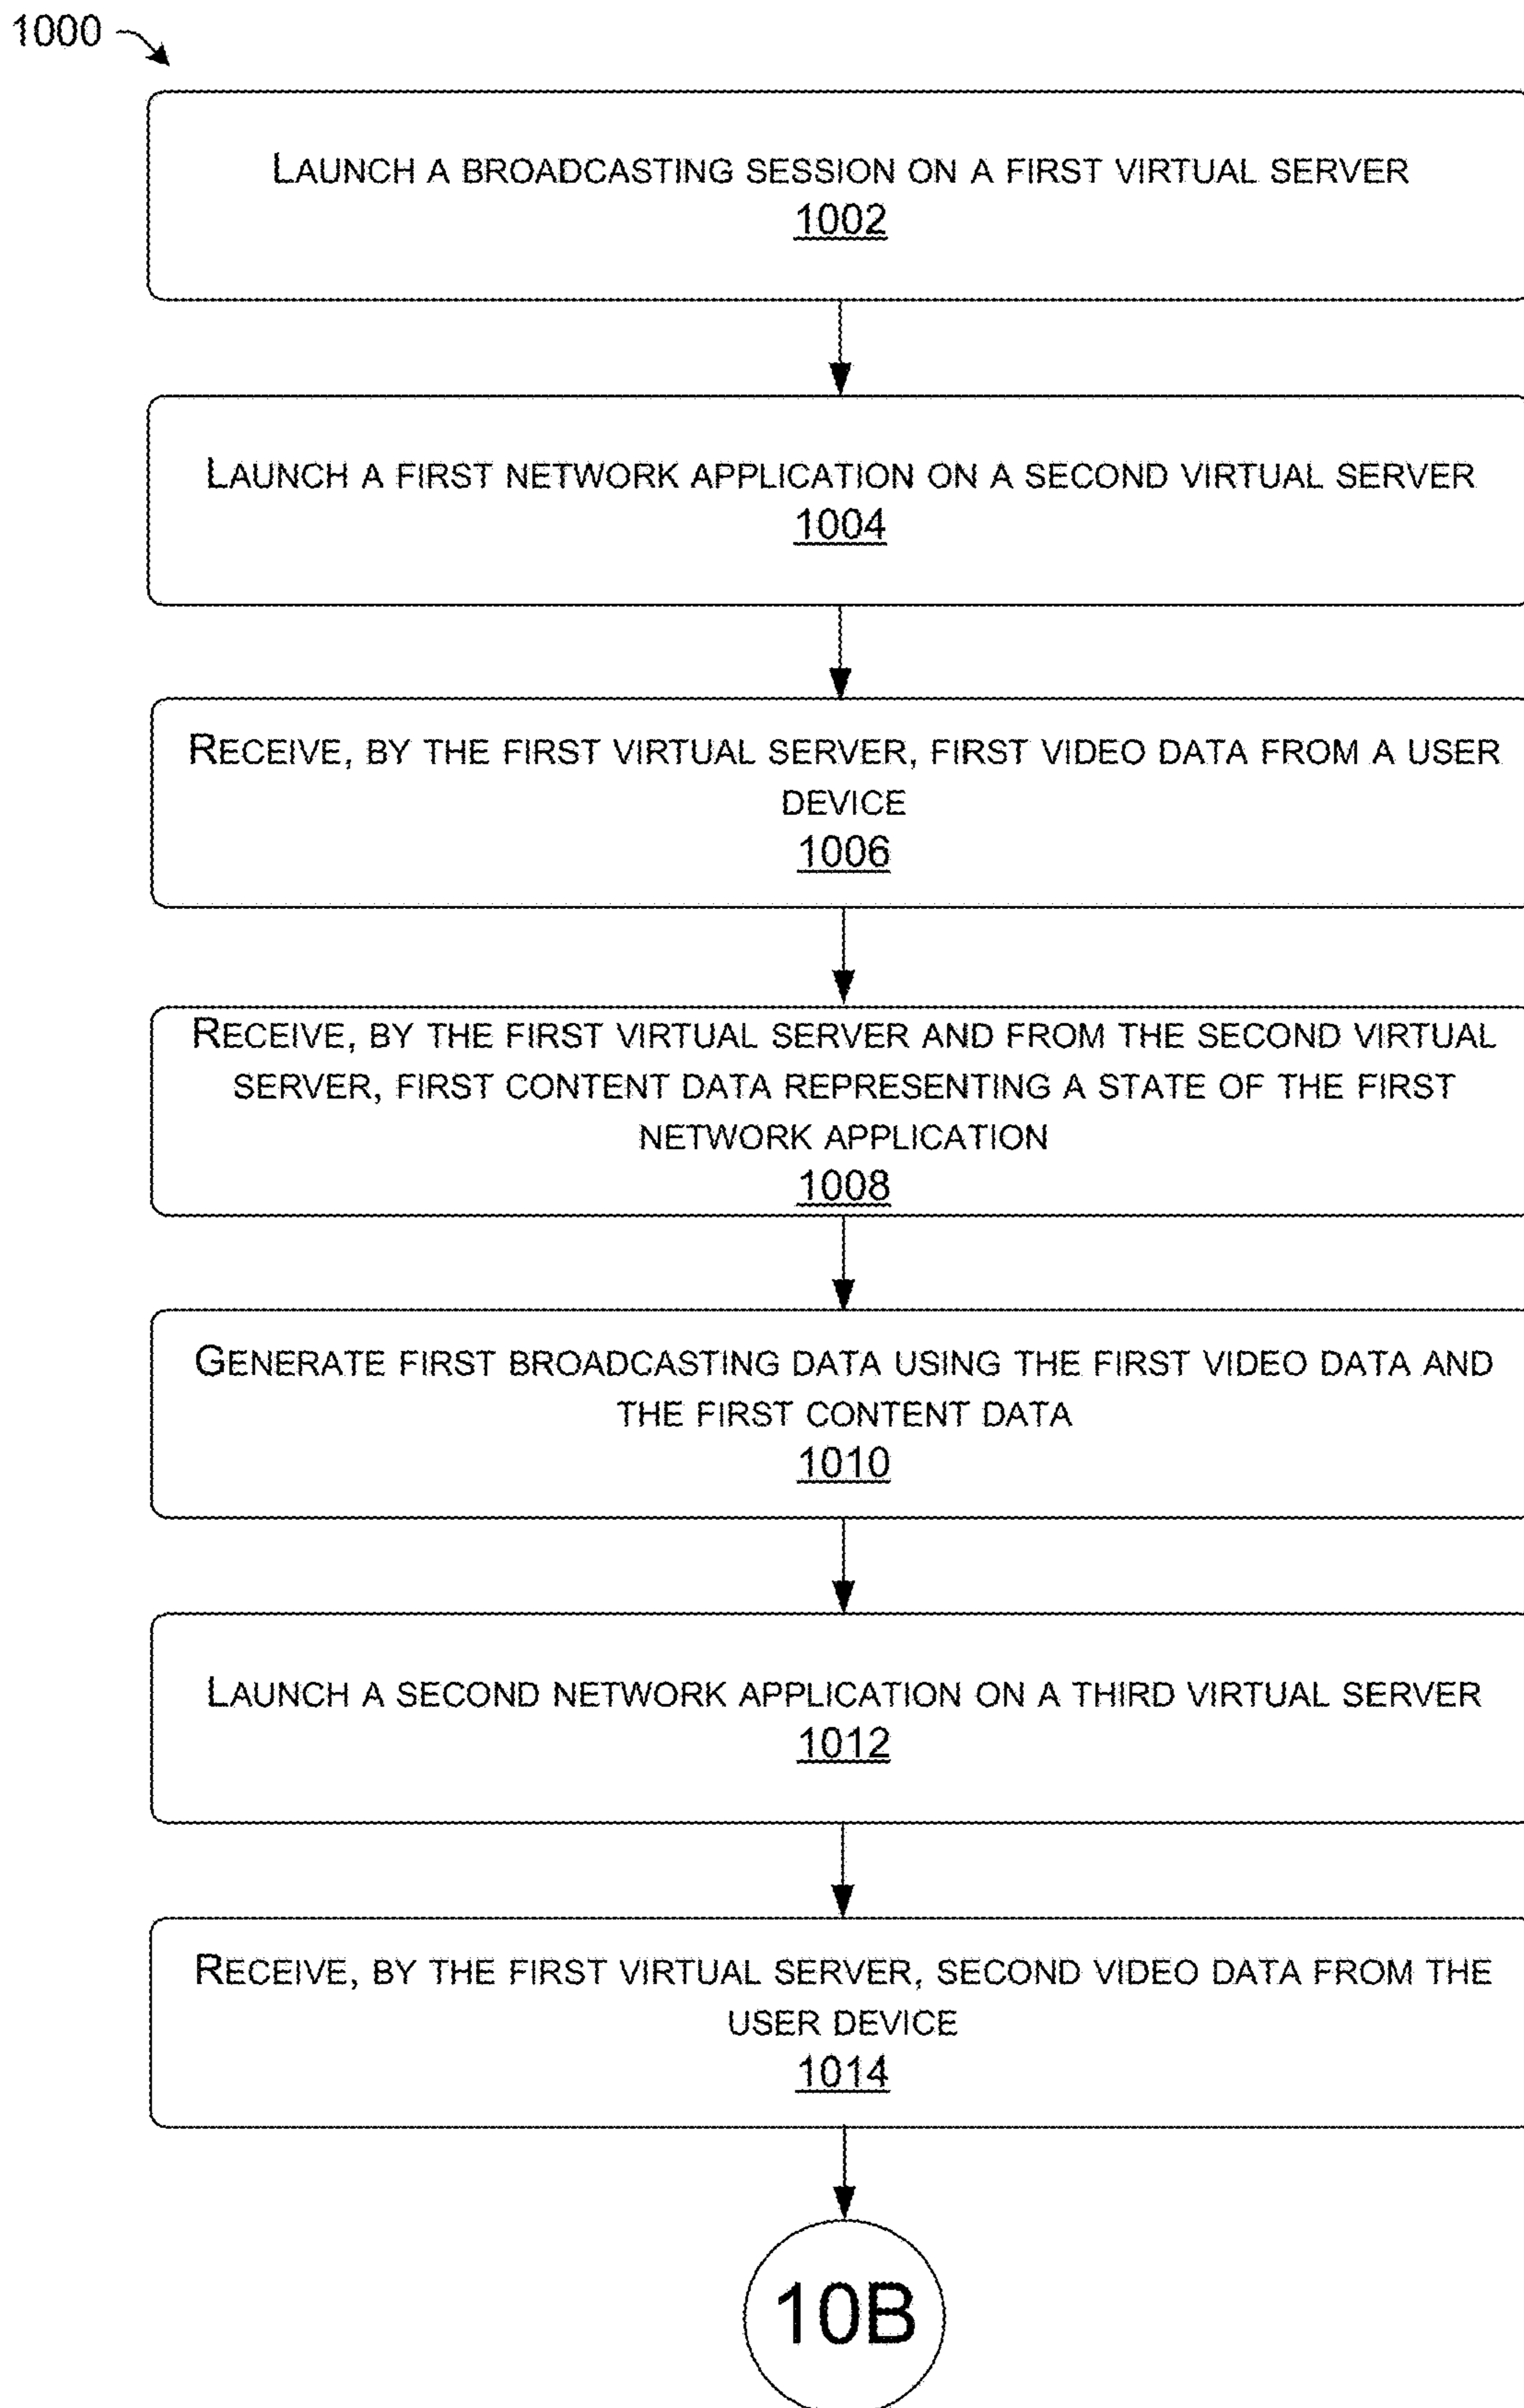 1000
LAUNCH A BROADCASTING SESSION ON A FIRST VIRTUAL SERVER
1002
LAUNCH A FIRST NETWORK APPLICATION ON A SECOND VIRTUAL SERVER
1004
RECEIVE, BY THE FIRST VIRTUAL SERVER, FIRST VIDEO DATA FROM A USER
DEVICE
1006
RECEIVE, BY THE FIRST VIRTUAL SERVER AND FROM THE SECOND VIRTUAL
SERVER, FIRST CONTENT DATA REPRESENTING A STATE OF THE FIRST
NETWORK APPLICATION
1008
GENERATE FIRST BROADCASTING DATA USING THE FIRST VIDEO DATA AND
THE FIRST CONTENT DATA
1010
LAUNCH A SECOND NETWORK APPLICATION ON A THIRD VIRTUAL SERVER
1012
RECEIVE, BY THE FIRST VIRTUAL SERVER, SECOND VIDEO DATA FROM THE
USER DEVICE
1014
10B